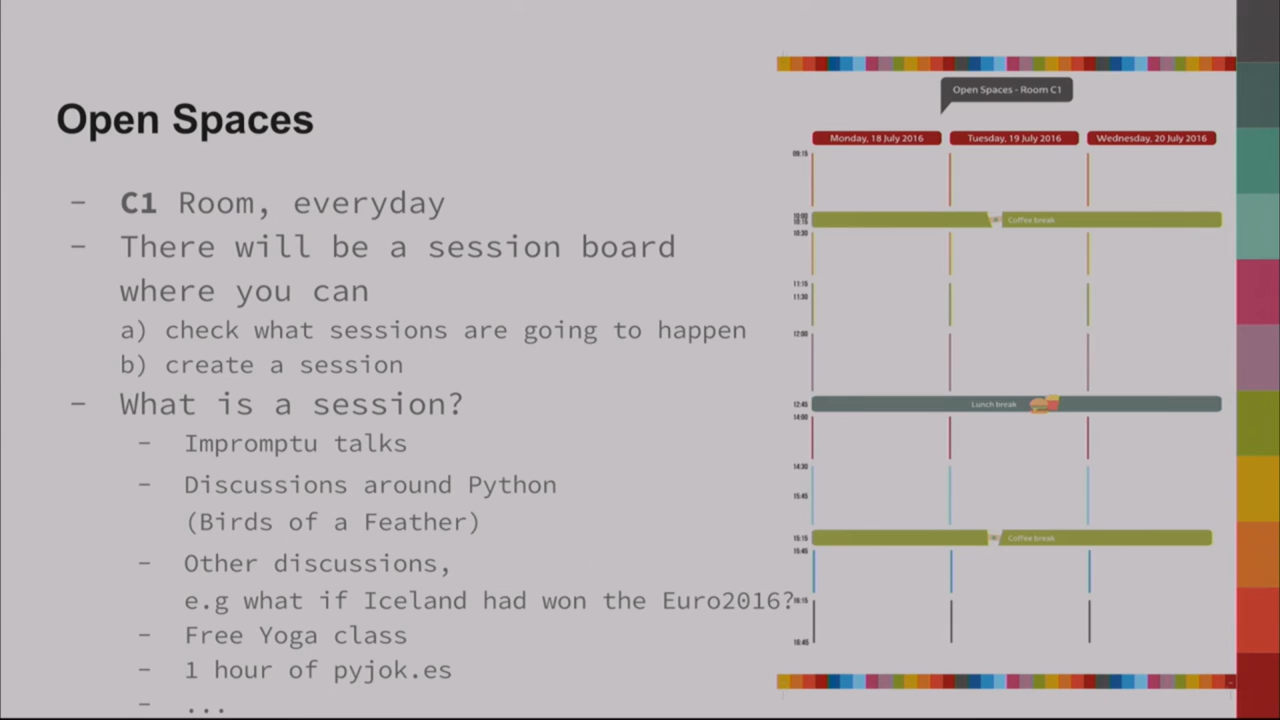 Open Spaces
- C1 Room, everyday
- There will be a session board
where you can
a) check what sessions are going to happen
b) create a session
- What is a session?
- Impromptu talks
- Discussions around Python
(Birds of a Feather)
- Other discussions,
e.g what if Iceland had won the Euro2016?
- Free Yoga class
- 1 hour of pyjok.es
- ...
Open Spaces - Room C1
Monday, 18 July 2016 Tuesday, 19 July 2016 Wednesday, 20 July 2016
09:15
10:00
10:15
Coffee break
10:30
11:15
11:30
12:00
12:45
Lunch break
14:00
14:30
15:15
Coffee break
15:45
16:45